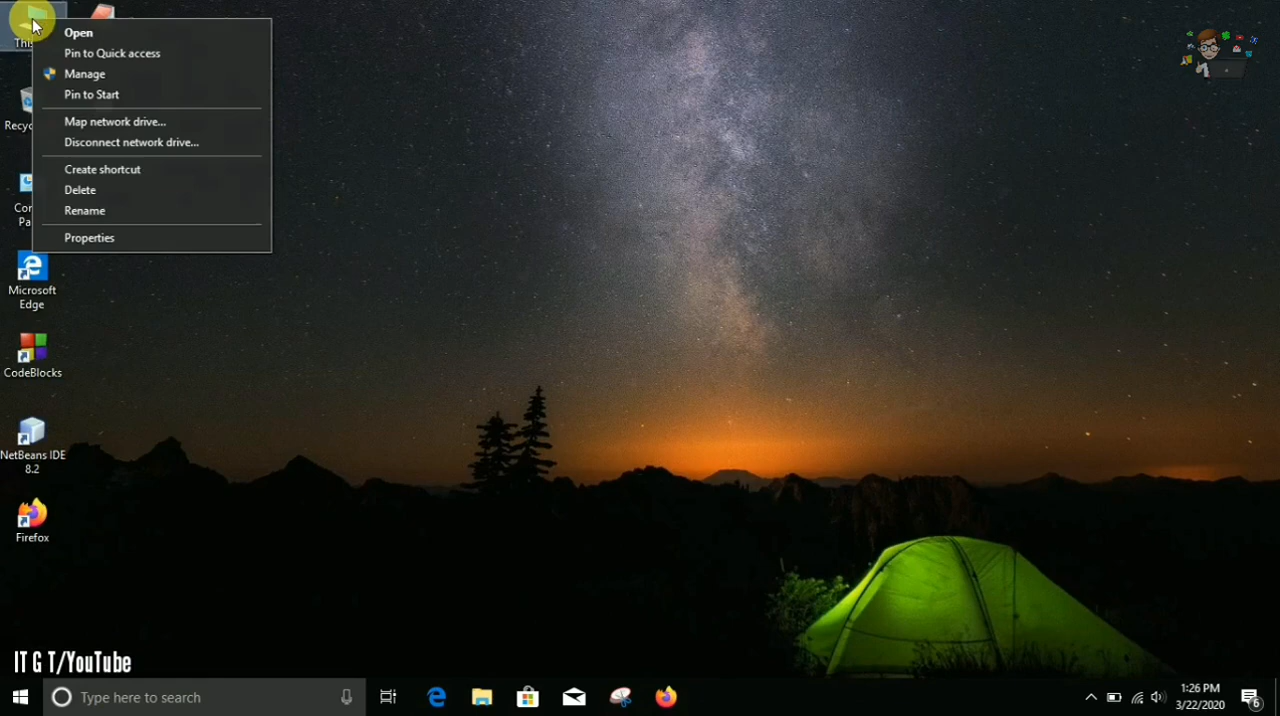 Open
Pin to Quick access
Manage
Pin to Start
Map network drive...
Disconnect network drive...
Create shortcut
Delete
Rename
Properties
Microsoft
Edge
CodeBlocks
NetBeans IDE
8.2
Firefox
IT G T/YouTube
Type here to search
1:26 PM
3/22/2020
6